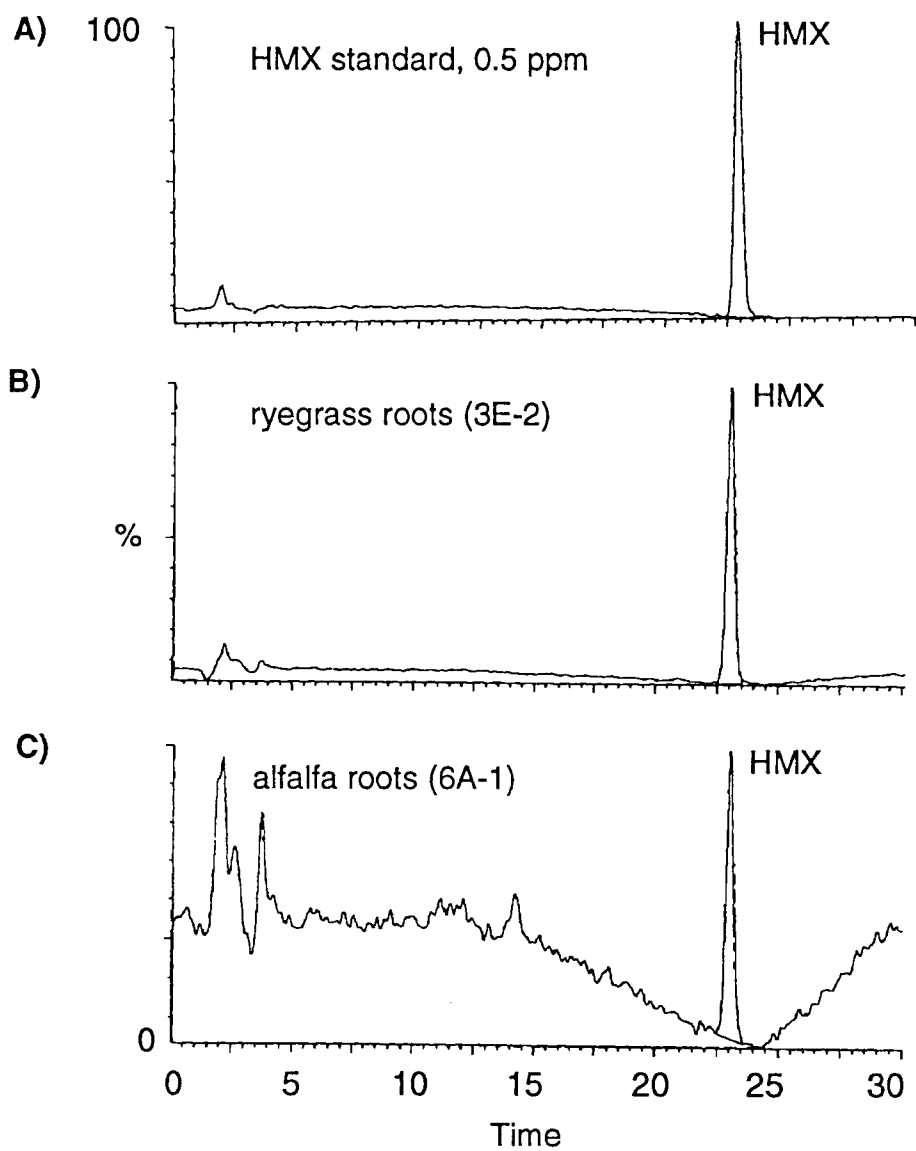 A) 100 HMX
HMX standard, 0.5 ppm
B) HMX
ryegrass roots (3E-2)
%
C) HMX
alfalfa roots (6A-1)
0
0 5 10 15 20 25 30
Time